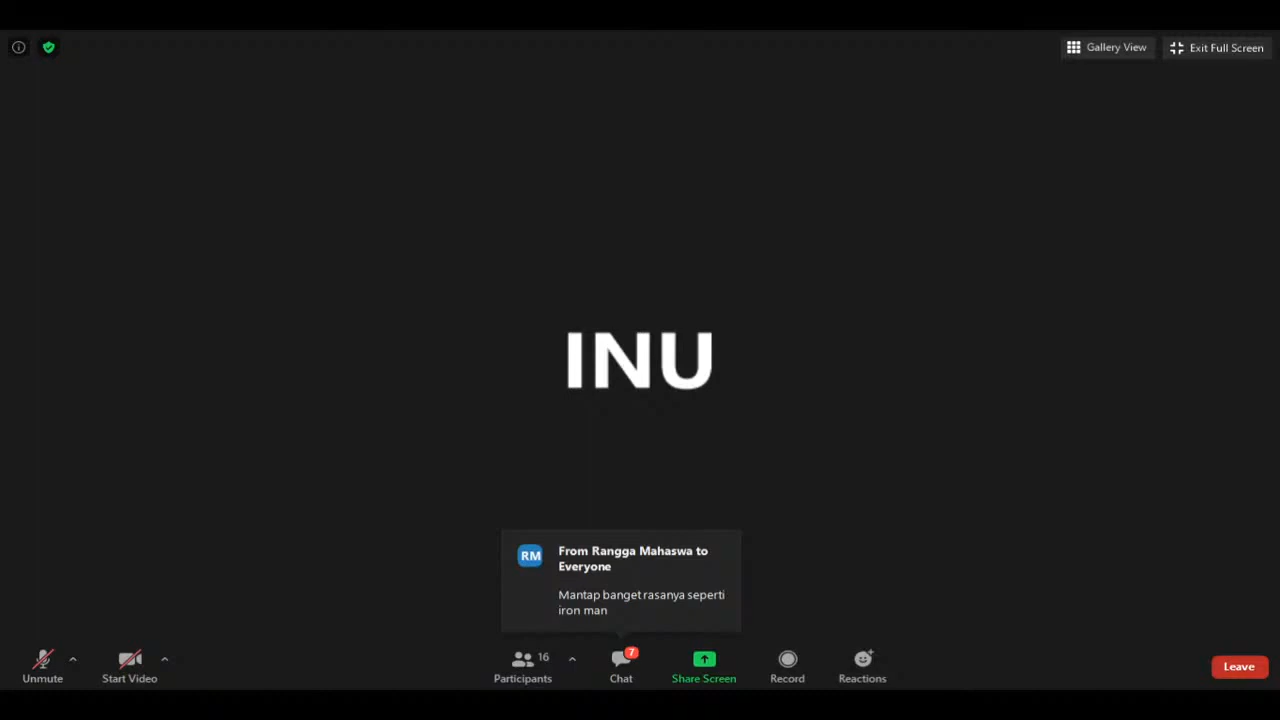 Gallery View
Exit Full Screen
INU
RM
From Rangga Mahaswa to
Everyone
Mantap banget rasanya seperti
iron man
Unmute
Start Video
16
Participants
7
Chat
Share Screen
Record
Reactions
Leave